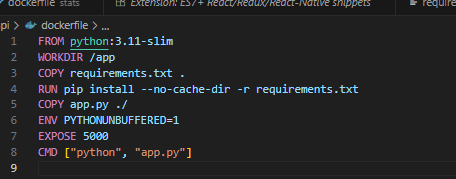 dockerfile stats Extension: ES7+ React/Redux/React-Native snippets require
pi > dockerfile > ...
1 FROM python:3.11-slim
2 WORKDIR /app
3 COPY requirements.txt .
4 RUN pip install --no-cache-dir -r requirements.txt
5 COPY app.py ./
6 ENV PYTHONUNBUFFERED=1
7 EXPOSE 5000
8 CMD ["python", "app.py"]
9